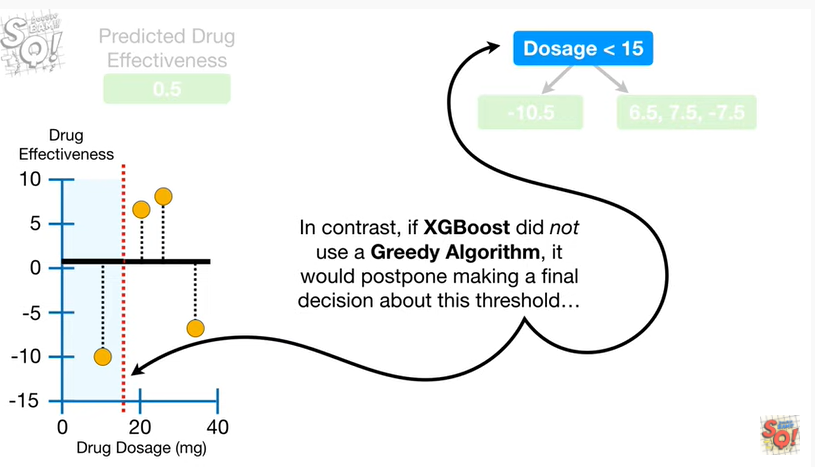 SQ!
Predicted Drug
Effectiveness
0.5
Dosage < 15
-10.5
6.5, 7.5, -7.5
Drug
Effectiveness
10
5
0
-5
-10
-15
0
20
40
Drug Dosage (mg)
In contrast, if XGBoost did not
use a Greedy Algorithm, it
would postpone making a final
decision about this threshold…
SQ!